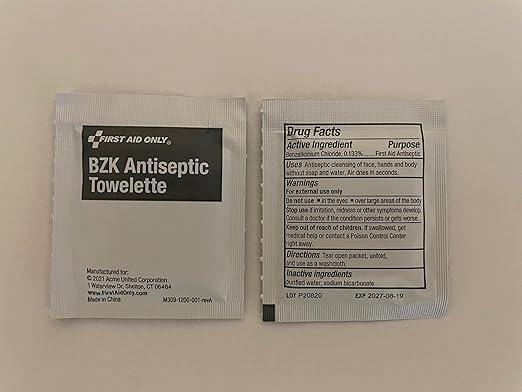 FIRST AID ONLY®
BZK Antiseptic
Towelette
Manufactured for:
© 2021 Acme United Corporation
1 Waterview Dr, Shelton, CT 06484
www.FirstAidOnly.com
Made in China
M309-1200-001-revA
Drug Facts
Active Ingredient Purpose
Benzalkonium Chloride, 0.133%......First Aid Antiseptic
Uses Antiseptic cleansing of face, hands and body
without soap and water. Air dries in seconds.
Warnings
For external use only
Do not use ▪ in the eyes ▪ over large areas of the body
Stop use if irritation, redness or other symptoms develop.
Consult a doctor if the condition persists or gets worse.
Keep out of reach of children. If swallowed, get
medical help or contact a Poison Control Center
right away.
Directions Tear open packet, unfold,
and use as a washcloth.
Inactive Ingredients
purified water, sodium bicarbonate
LOT P20820 EXP 2027-08-19